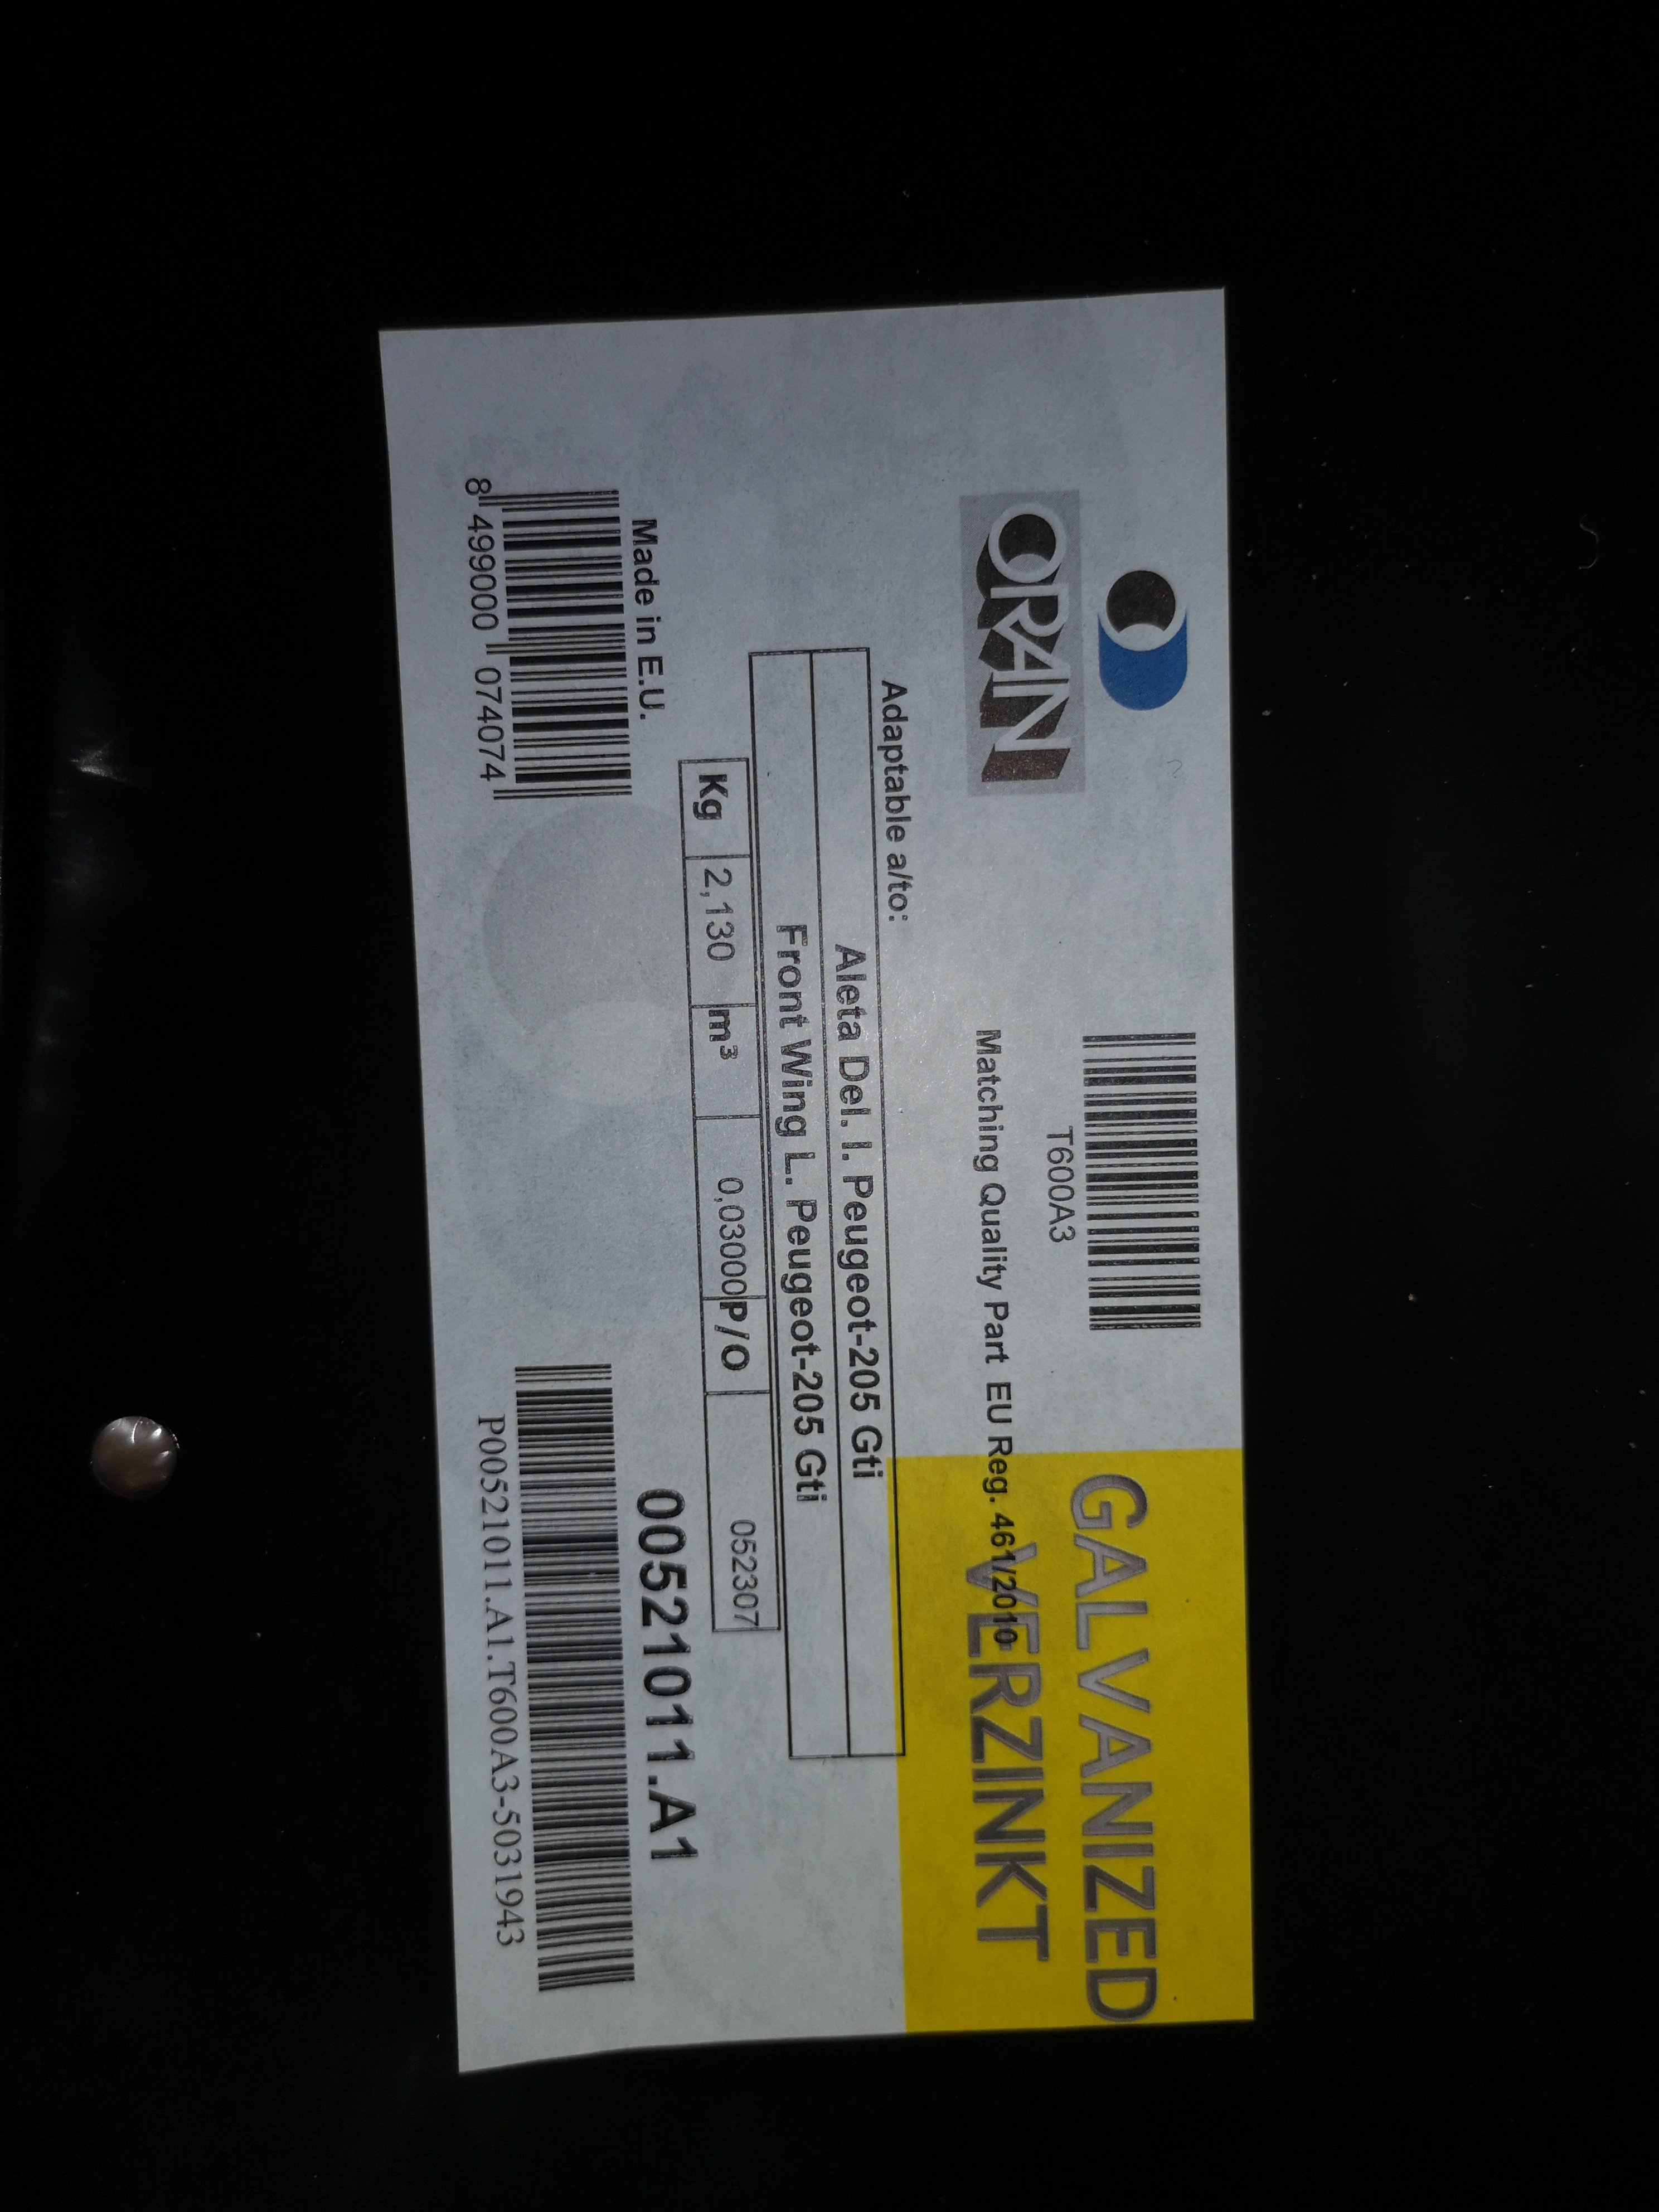 ORAN
T600A3
GALVANIZED
VERZINKT
Matching Quality Part EU Reg. 461/2010
Adaptable a/to:
Aleta Del. I. Peugeot-205 Gti
Front Wing L. Peugeot-205 Gti
Kg 2,130 m³ 0,03000 P/O 052307
Made in E.U.
00521011.A1
8 499000 074074
P00521011.A1.T600A3-5031943